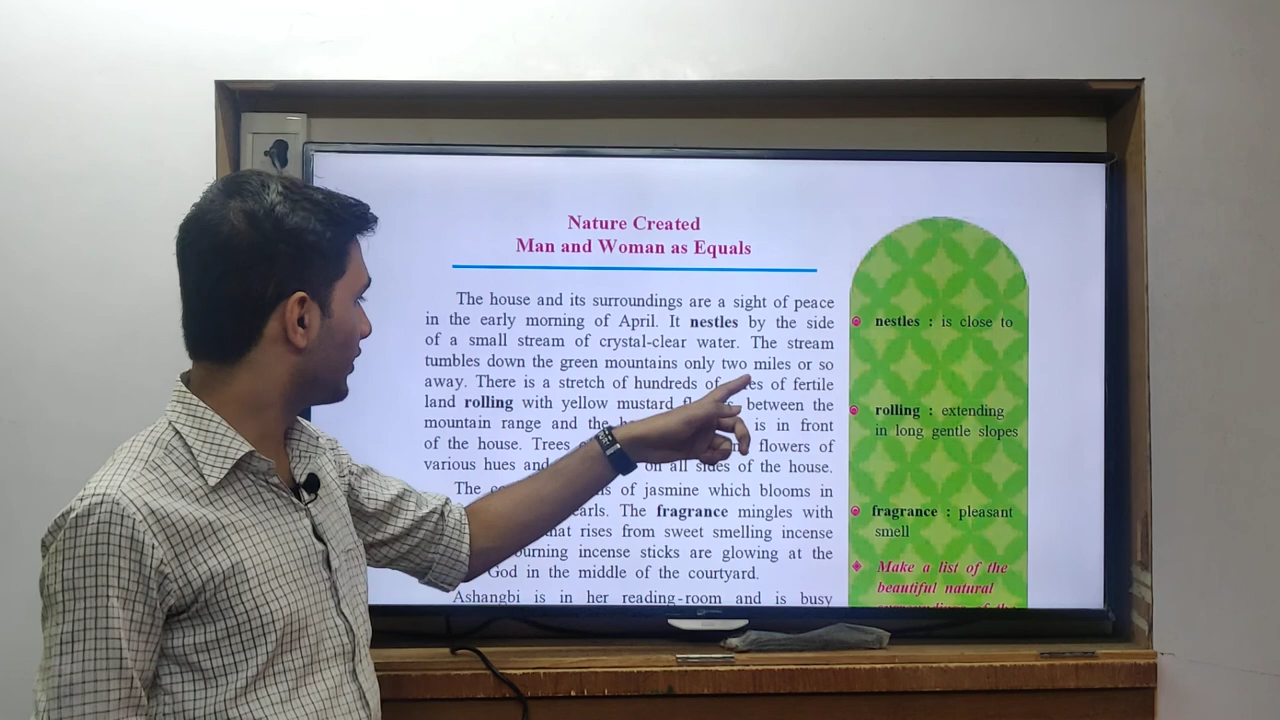 Nature Created
Man and Woman as Equals
The house and its surroundings are a sight of peace
in the early morning of April. It nestles by the side
of a small stream of crystal-clear water. The stream
tumbles down the green mountains only two miles or so
away. There is a stretch of hundreds of of fertile
land rolling with yellow mustard between the
mountain range and the is in front
of the house. Trees flowers of
various hues and on all sides of the house.
The of jasmine which blooms in
The fragrance mingles with
rises from sweet smelling incense
burning incense sticks are glowing at the
God in the middle of the courtyard.
Ashangbi is in her reading-room and is busy
nestles : is close to
rolling : extending
in long gentle slopes
fragrance : pleasant
smell
Make a list of the
beautiful natural